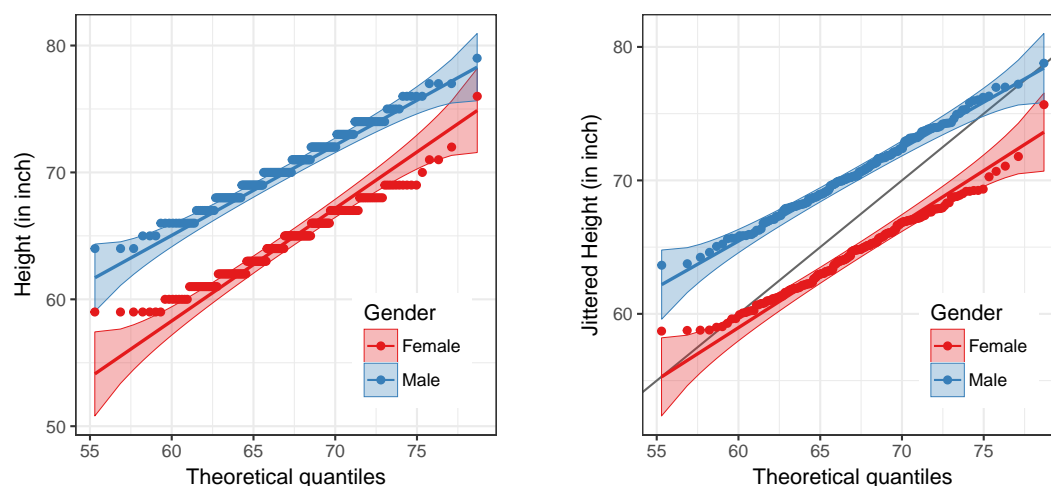 Height (in inch)
80
70
60
50
55
60
65
70
75
Theoretical quantiles
Gender
Female
Male
Jittered Height (in inch)
80
70
60
55
60
65
70
75
Theoretical quantiles
Gender
Female
Male